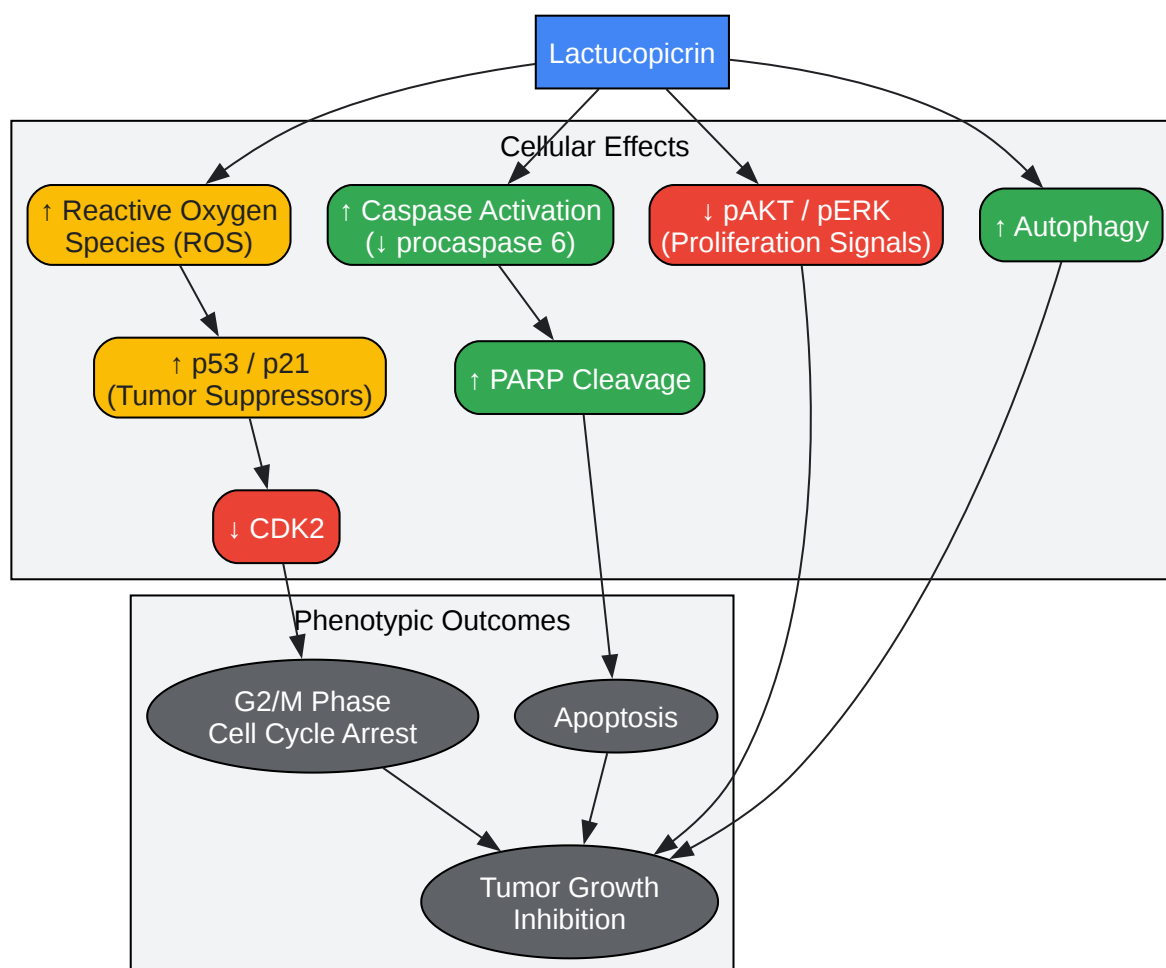 Lactucopicrin
Cellular Effects
↑ Reactive Oxygen
Species (ROS)
↑ Caspase Activation
(↓ procaspase 6)
↓ pAKT / pERK
(Proliferation Signals)
↑ Autophagy
↑ p53 / p21
(Tumor Suppressors)
↑ PARP Cleavage
↓ CDK2
Phenotypic Outcomes
G2/M Phase
Cell Cycle Arrest
Apoptosis
Tumor Growth
Inhibition